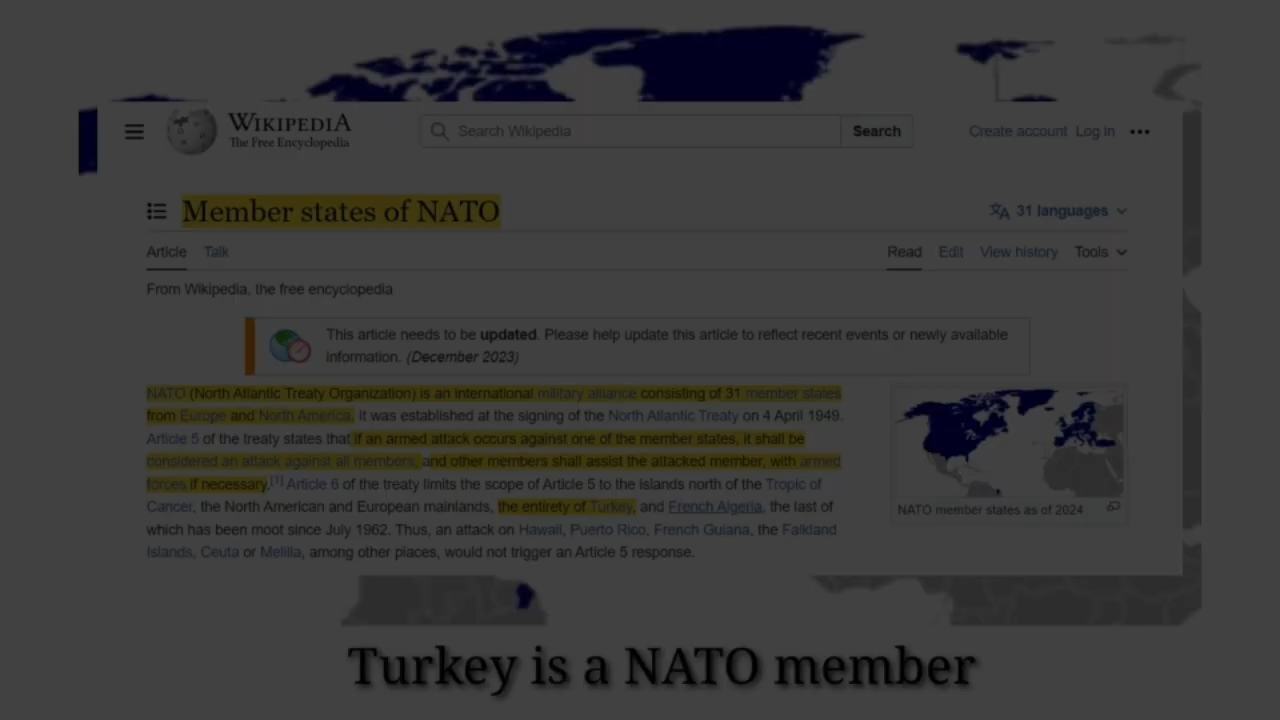 WIKIPEDIA
The Free Encyclopedia
Search Wikipedia
Search
Create account Log in
Member states of NATO
31 languages
Article Talk
Read Edit View history Tools
From Wikipedia, the free encyclopedia
This article needs to be updated. Please help update this article to reflect recent events or newly available
information. (December 2023)
NATO (North Atlantic Treaty Organization) is an international military alliance consisting of 31 member states
from Europe and North America. It was established at the signing of the North Atlantic Treaty on 4 April 1949.
Article 5 of the treaty states that if an armed attack occurs against one of the member states, it shall be
considered an attack against all members, and other members shall assist the attacked member, with armed
forces if necessary.[1] Article 6 of the treaty limits the scope of Article 5 to the islands north of the Tropic of
Cancer, the North American and European mainlands, the entirety of Turkey, and French Algeria, the last of
which has been moot since July 1962. Thus, an attack on Hawaii, Puerto Rico, French Guiana, the Falkland
Islands, Ceuta or Melilla, among other places, would not trigger an Article 5 response.
NATO member states as of 2024
Turkey is a NATO member